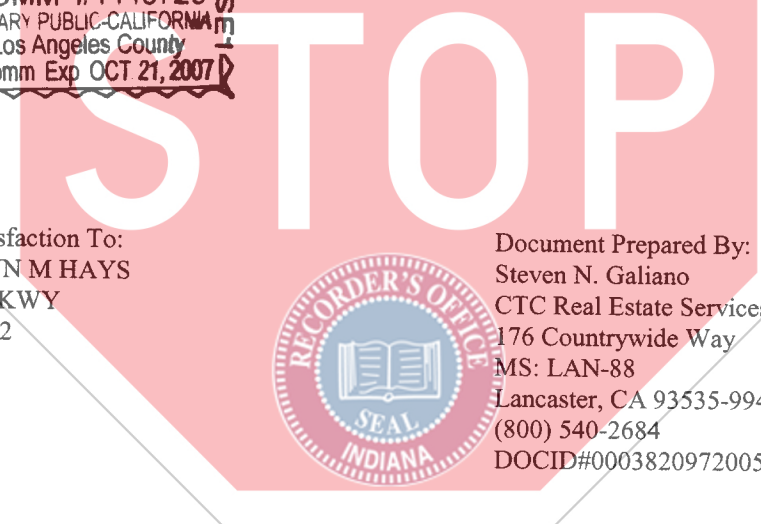 ARY PUBLIC-CALIFORNIA
Los Angeles County
mm Exp OCT 21, 2007
STOP
sfaction To:
N M HAYS
KWY
2
Document Prepared By:
Steven N. Galiano
CTC Real Estate Services
176 Countrywide Way
MS: LAN-88
Lancaster, CA 93535-994
(800) 540-2684
DOCID#0003820972005
RECORDER'S OFFICE
SEAL
INDIANA